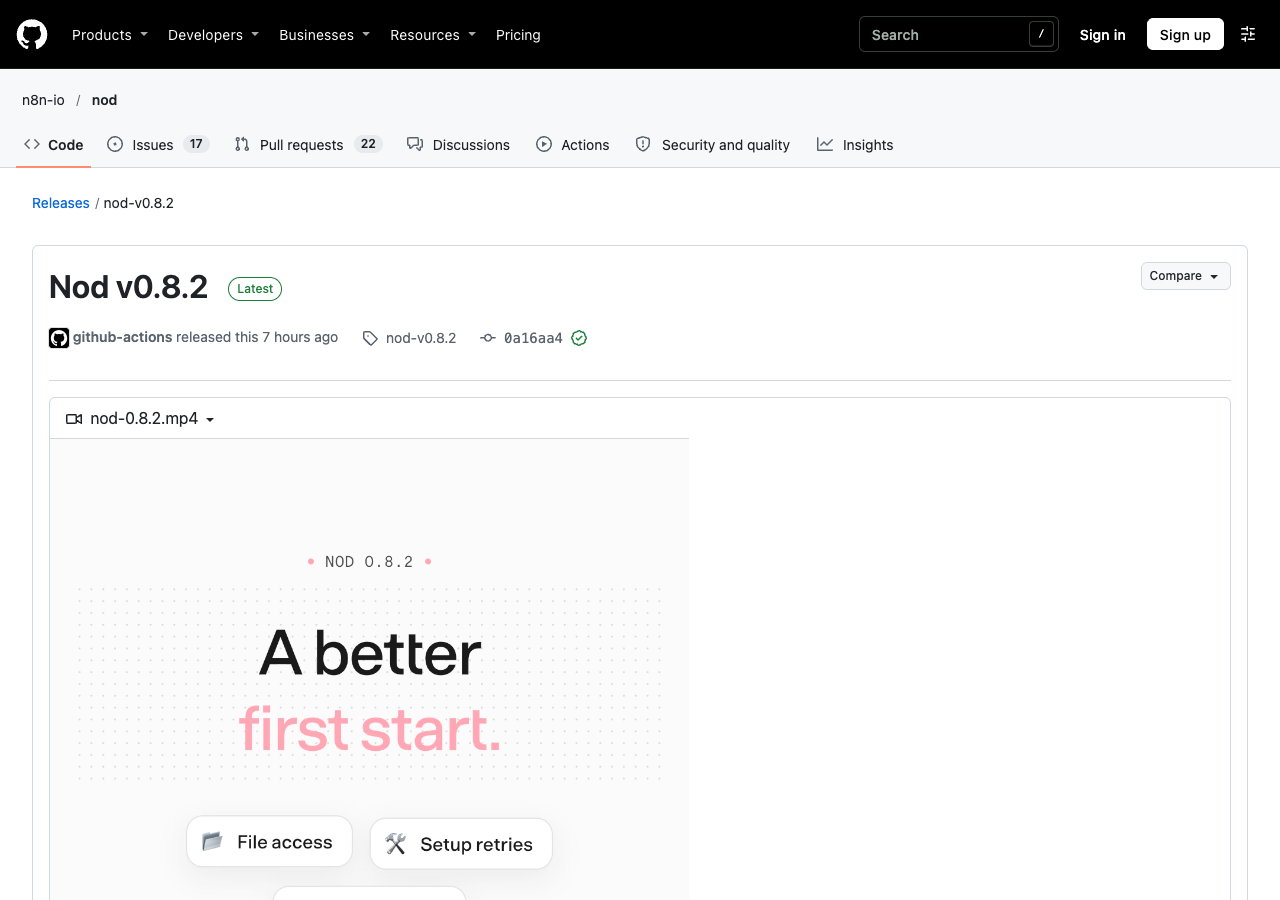 Products Developers Businesses Resources Pricing Search / Sign in Sign up
n8n-io / nod
Code Issues 17 Pull requests 22 Discussions Actions Security and quality Insights
Releases / nod-v0.8.2
Nod v0.8.2 Latest Compare
github-actions released this 7 hours ago nod-v0.8.2 0a16aa4
nod-0.8.2.mp4
NOD 0.8.2
A better
first start.
File access Setup retries